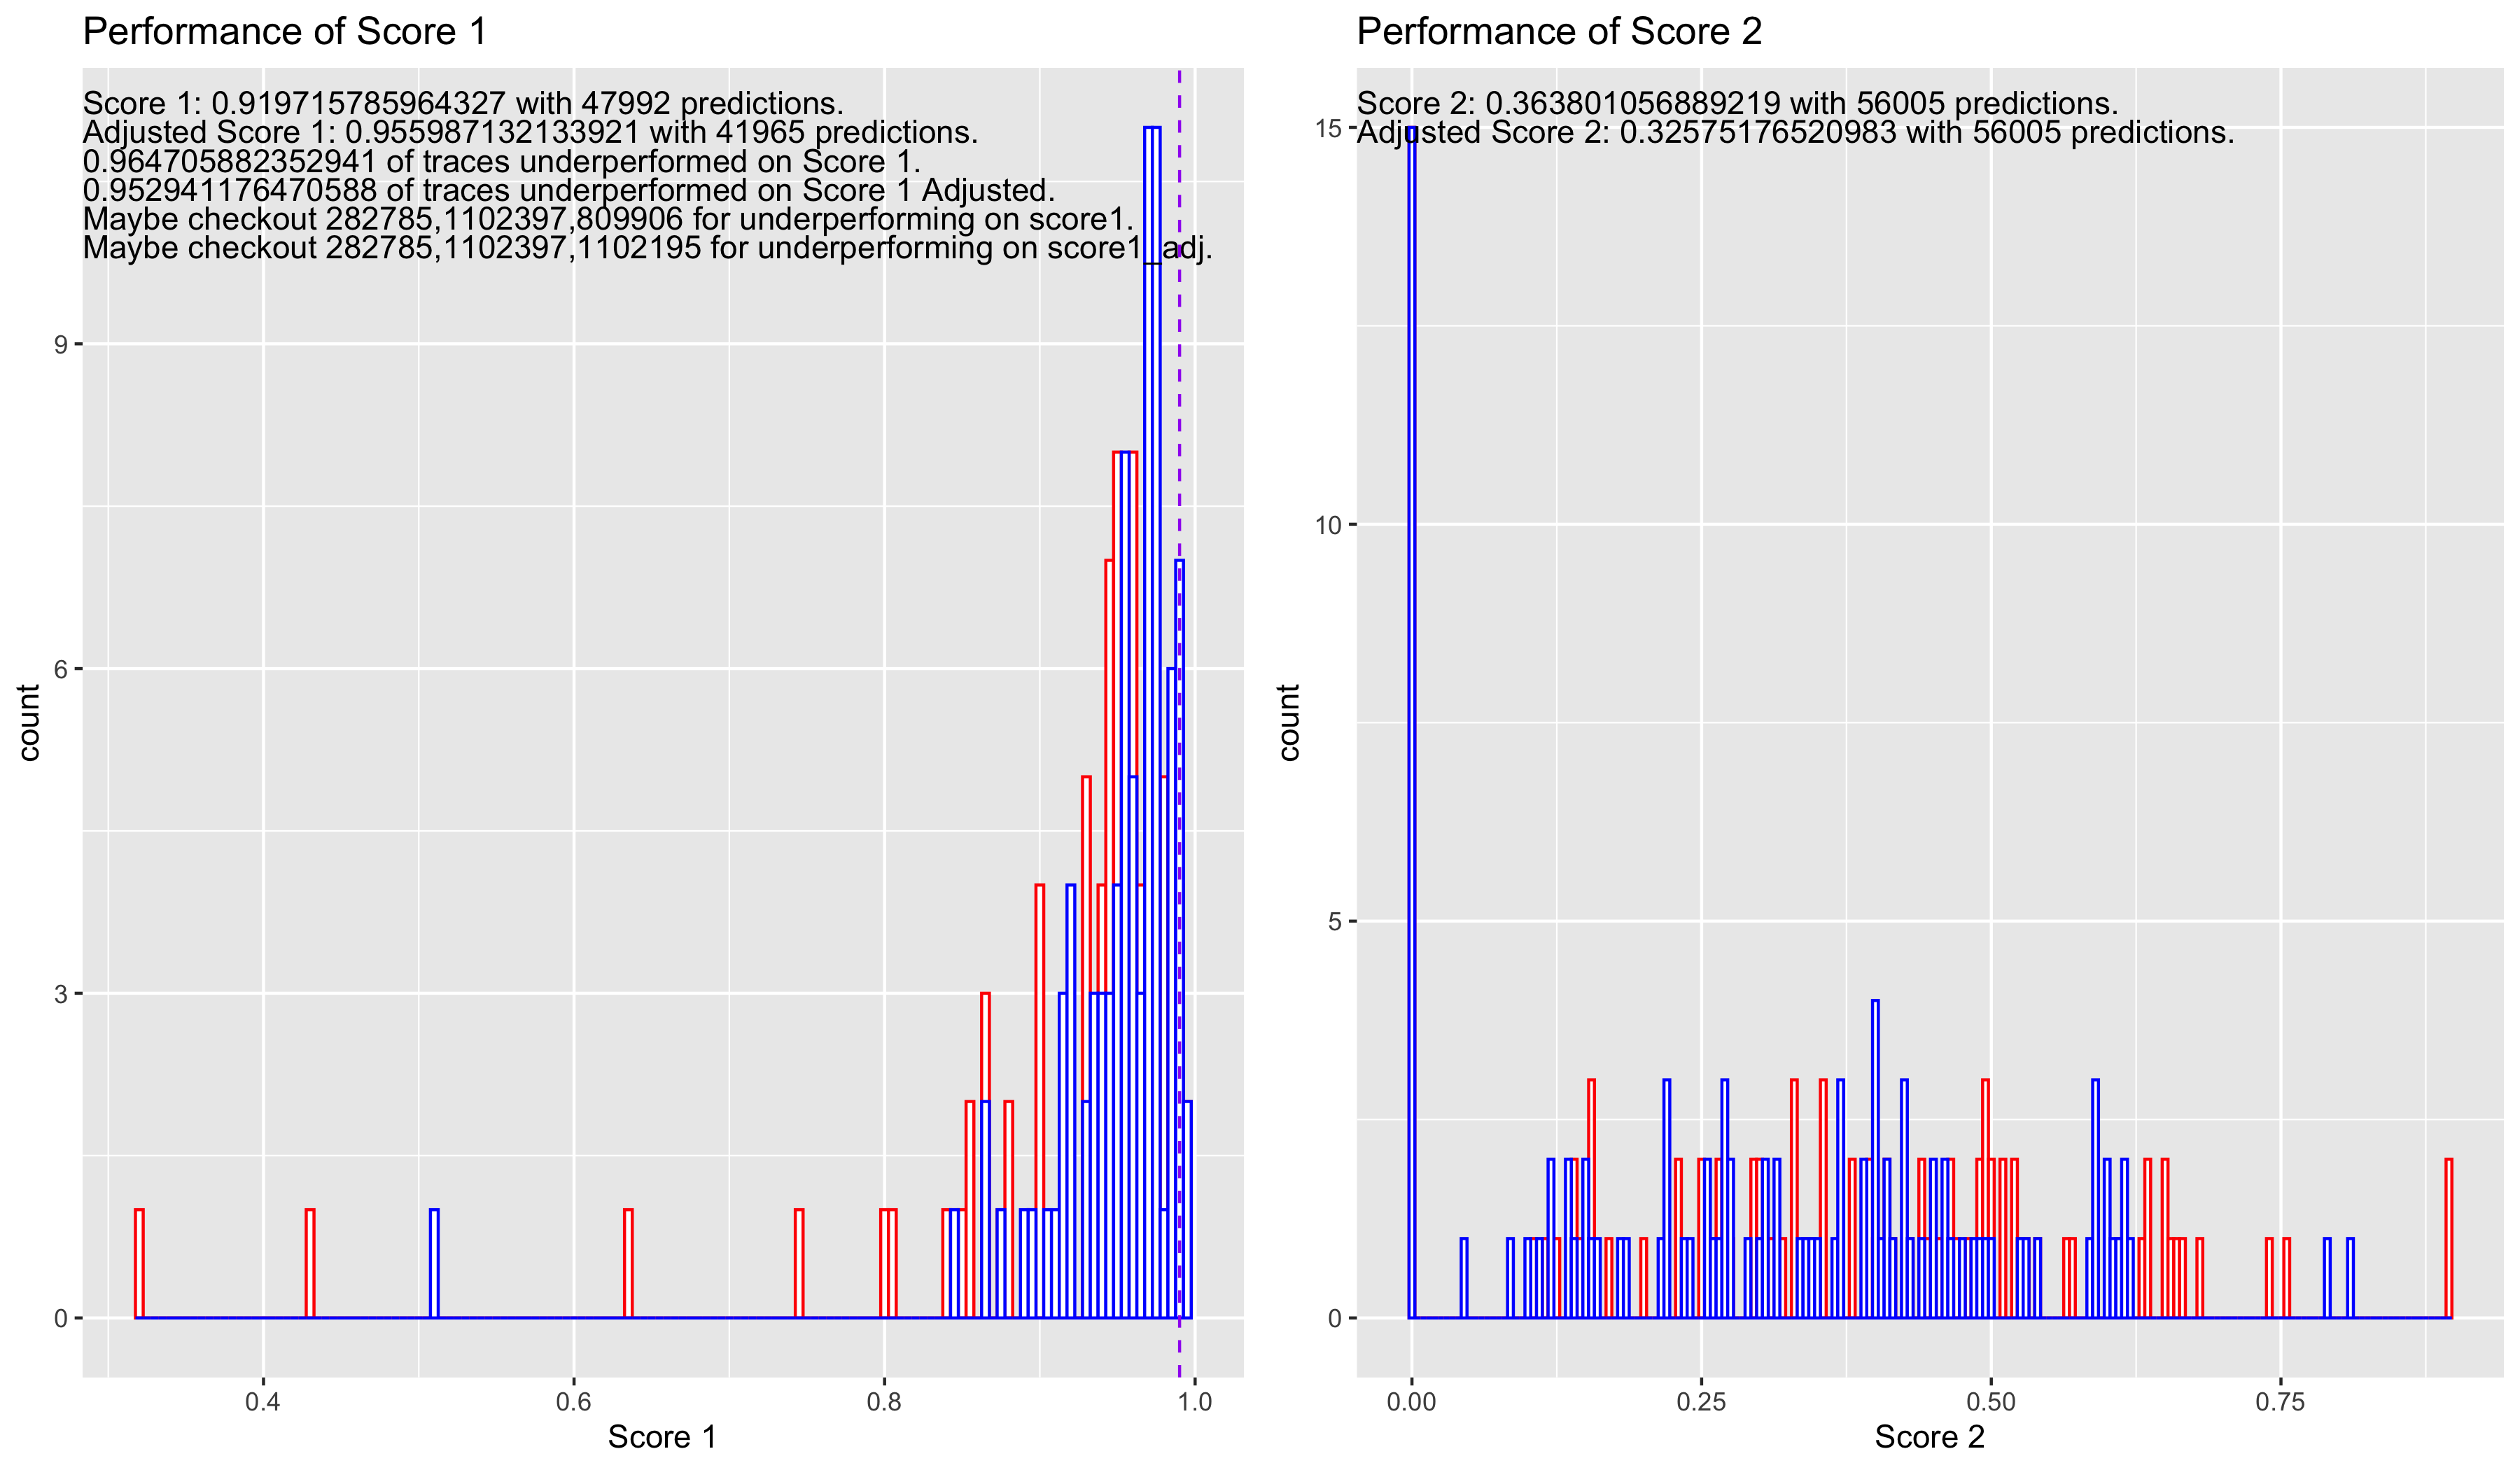 Performance of Score 1
Score 1: 0.919715785964327 with 47992 predictions.
Adjusted Score 1: 0.955987132133921 with 41965 predictions.
0.964705882352941 of traces underperformed on Score 1.
0.952941176470588 of traces underperformed on Score 1 Adjusted.
Maybe checkout 282785,1102397,809906 for underperforming on score1.
Maybe checkout 282785,1102397,1102195 for underperforming on score1_adj.
9
6
3
0
count
0.4 0.6 0.8 1.0
Score 1
Performance of Score 2
Score 2: 0.363801056889219 with 56005 predictions.
Adjusted Score 2: 0.32575176520983 with 56005 predictions.
15
10
5
0
count
0.00 0.25 0.50 0.75
Score 2